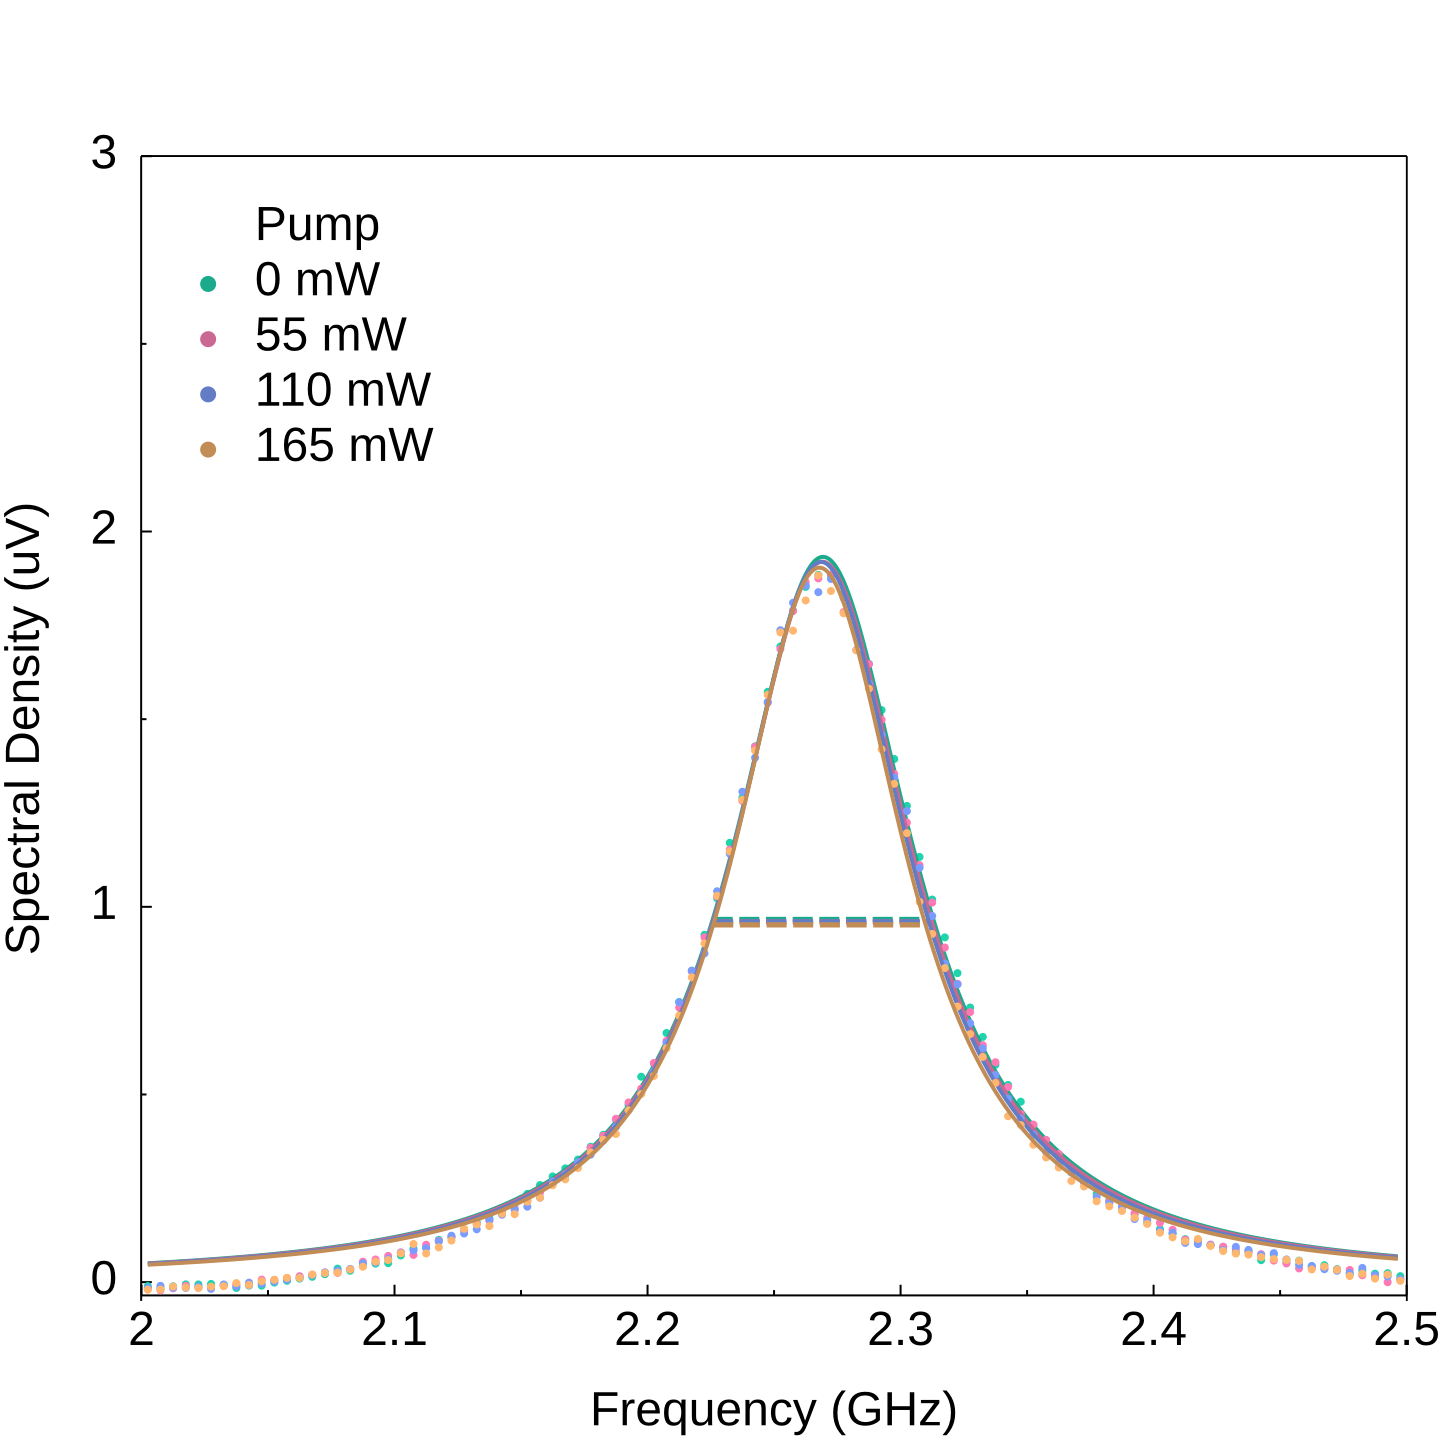 3
Pump
0 mW
55 mW
110 mW
165 mW
2
1
0
Spectral Density (uV)
2 2.1 2.2 2.3 2.4 2.5
Frequency (GHz)